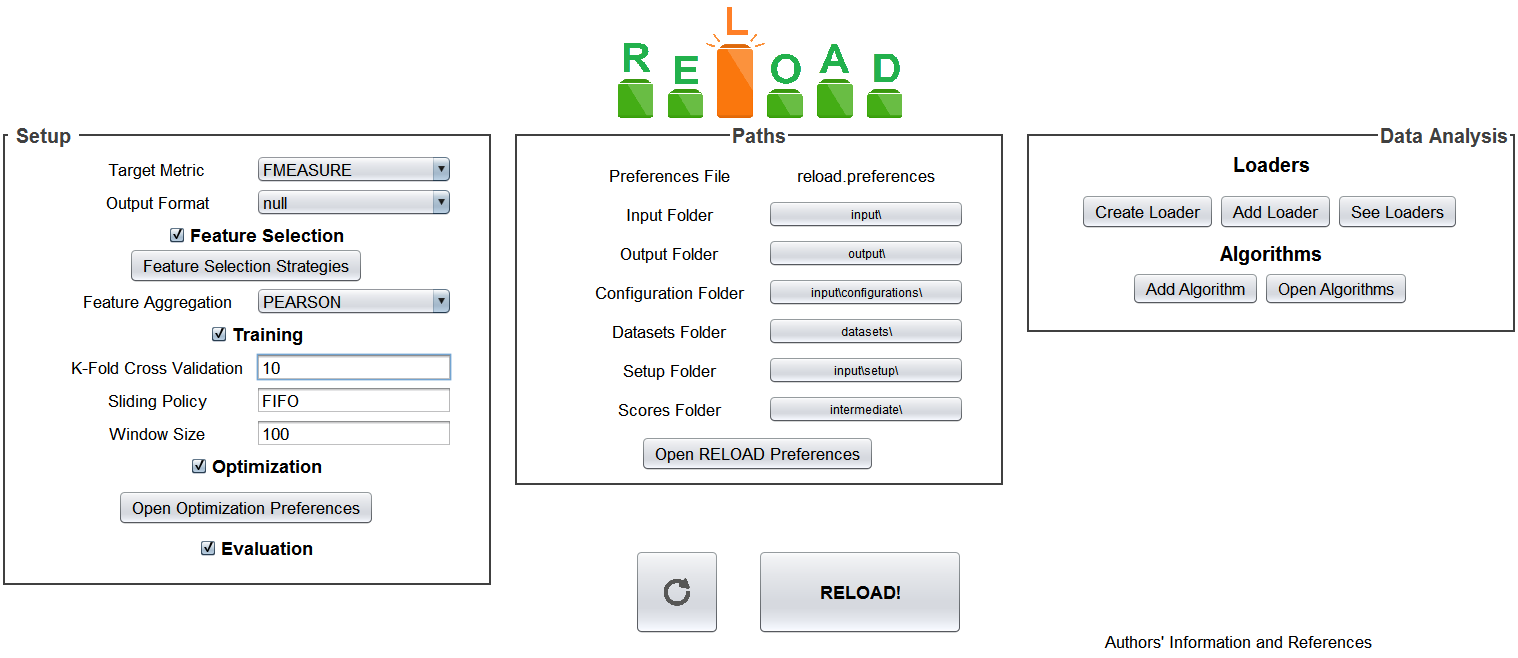 RELOAD
Setup
Target Metric FMEASURE
Output Format null
Feature Selection
Feature Selection Strategies
Feature Aggregation PEARSON
Training
K-Fold Cross Validation 10
Sliding Policy FIFO
Window Size 100
Optimization
Open Optimization Preferences
Evaluation
Paths
Preferences File reload.preferences
Input Folder input\
Output Folder output\
Configuration Folder input\configurations\
Datasets Folder datasets\
Setup Folder input\setup\
Scores Folder intermediate\
Open RELOAD Preferences
RELOAD!
Data Analysis
Loaders
Create Loader Add Loader See Loaders
Algorithms
Add Algorithm Open Algorithms
Authors' Information and References